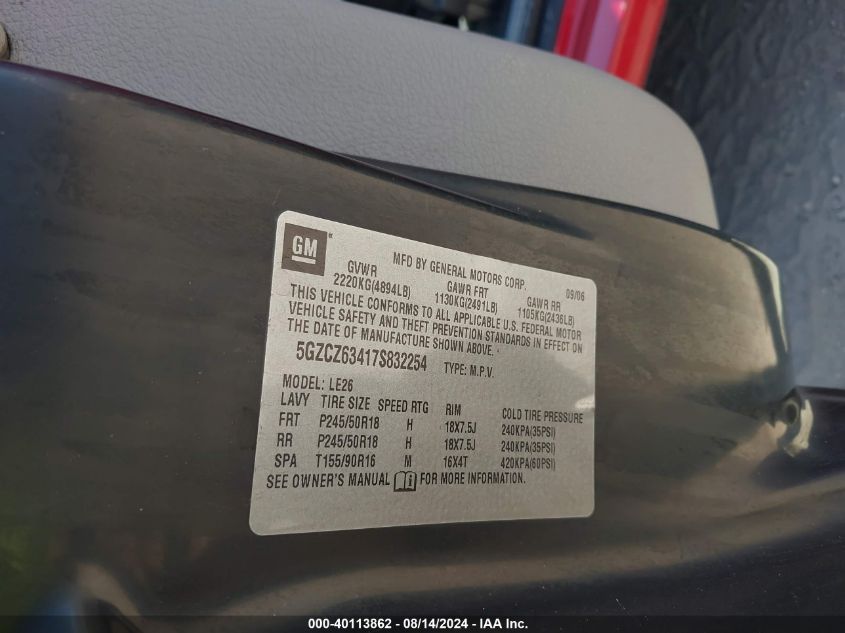 GM
MFD BY GENERAL MOTORS CORP. 09/06
GVWR GAWR FRT GAWR RR
2220KG(4894LB) 1130KG(2491LB) 1105KG(2436LB)
THIS VEHICLE CONFORMS TO ALL APPLICABLE U.S. FEDERAL MOTOR
VEHICLE SAFETY AND THEFT PREVENTION STANDARDS IN EFFECT ON
THE DATE OF MANUFACTURE SHOWN ABOVE.
5GZCZ63417S832254 TYPE: M.P.V.
MODEL: LE26
LAVY TIRE SIZE SPEED RTG RIM COLD TIRE PRESSURE
FRT P245/50R18 H 18X7.5J 240KPA(35PSI)
RR P245/50R18 H 18X7.5J 240KPA(35PSI)
SPA T155/90R16 M 16X4T 420KPA(60PSI)
SEE OWNER'S MANUAL FOR MORE INFORMATION.
000-40113862 - 08/14/2024 - IAA Inc.